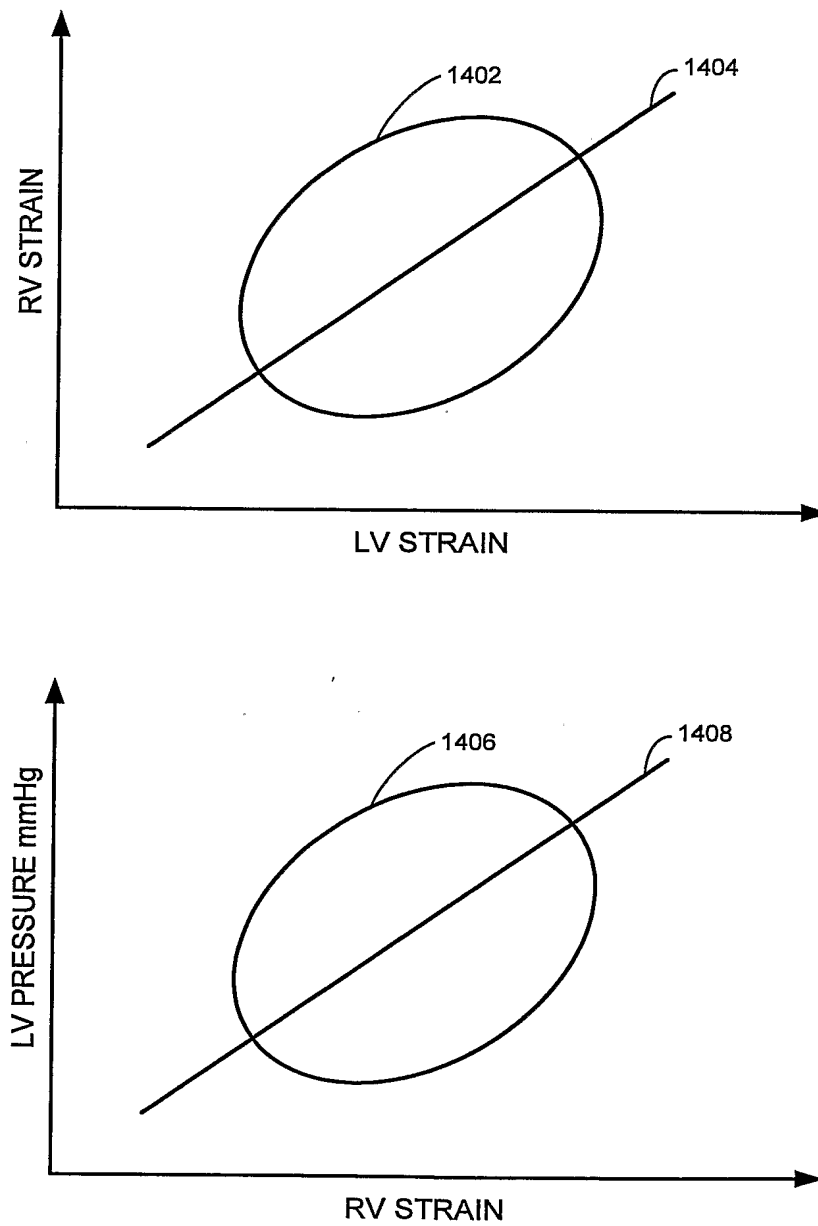 1402
1404
RV STRAIN
LV STRAIN
1406
1408
LV PRESSURE mmHg
RV STRAIN